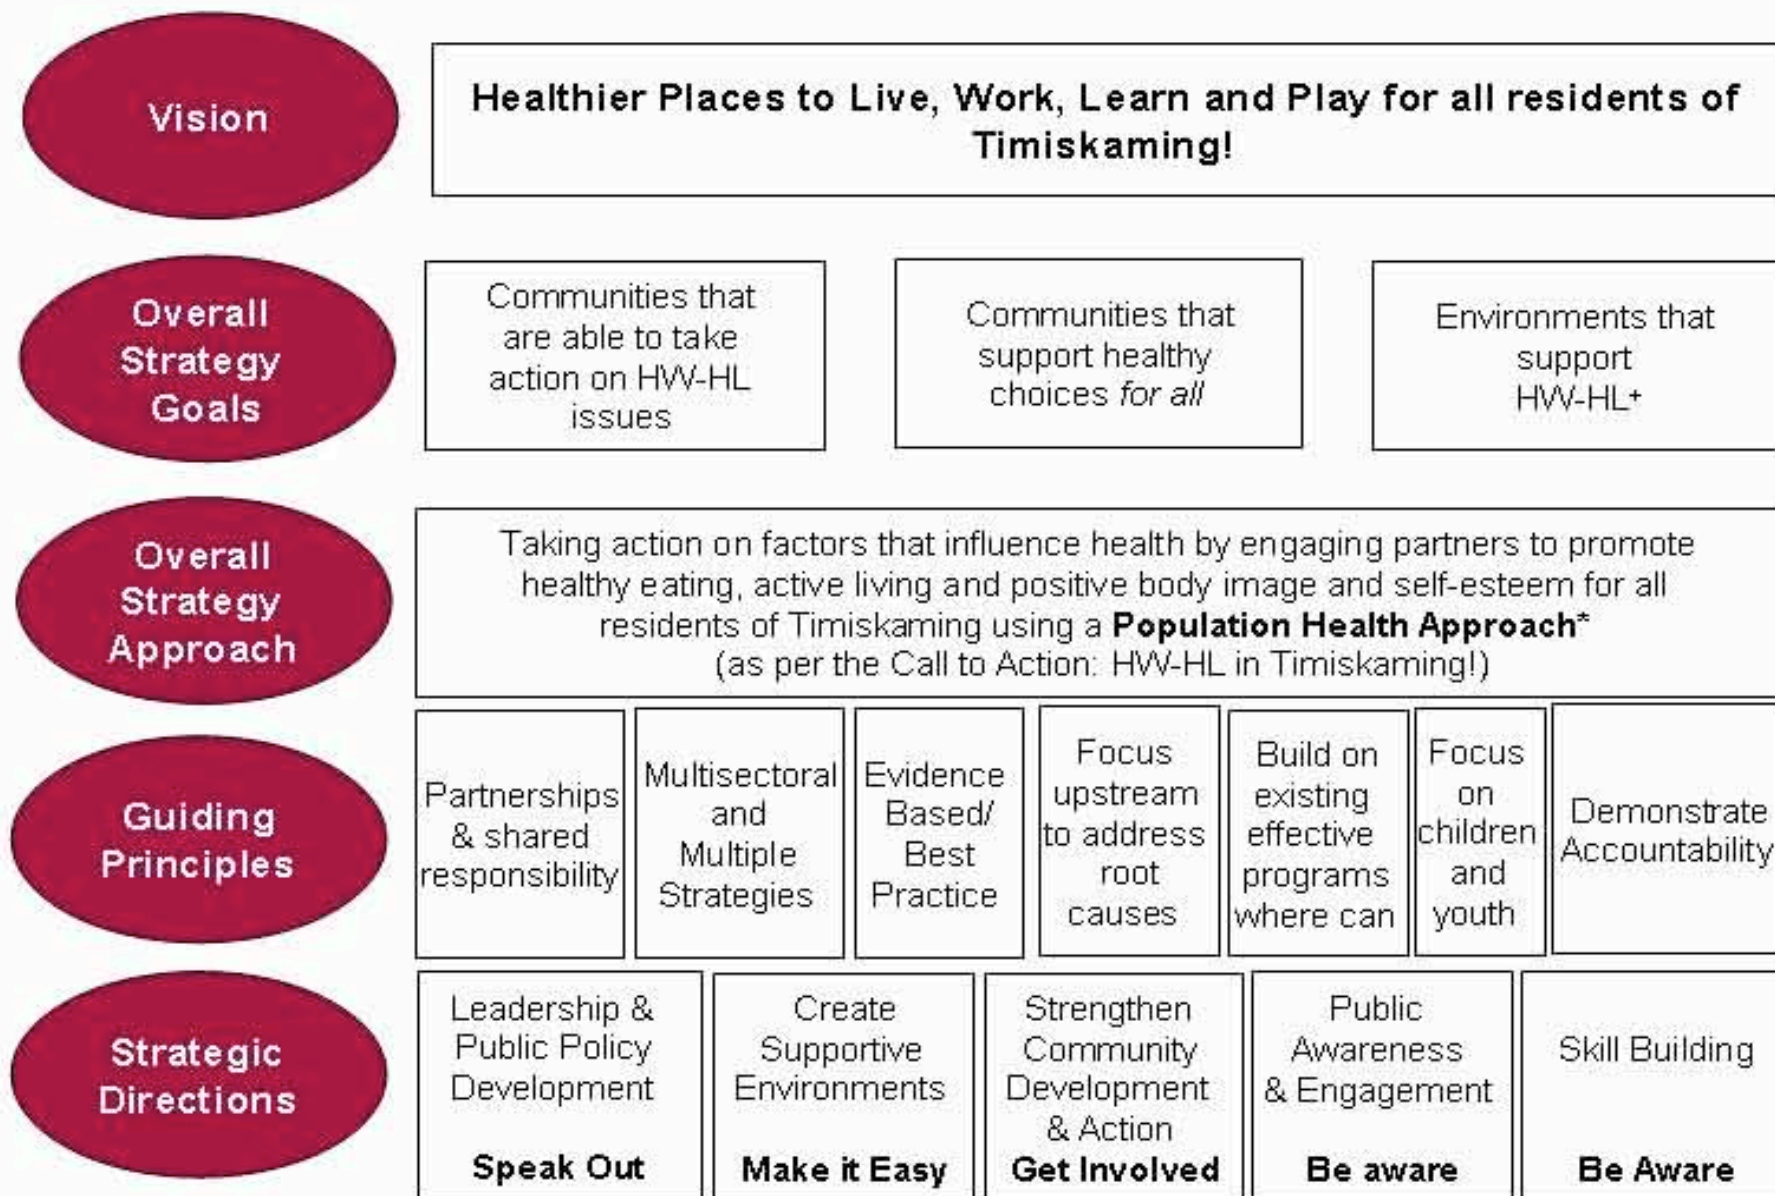 Vision
Healthier Places to Live, Work, Learn and Play for all residents of
Timiskaming!
Overall
Strategy
Goals
Communities that
are able to take
action on HW-HL
issues
Communities that
support healthy
choices for all
Environments that
support
HW-HL+
Overall
Strategy
Approach
Taking action on factors that influence health by engaging partners to promote
healthy eating, active living and positive body image and self-esteem for all
residents of Timiskaming using a Population Health Approach*
(as per the Call to Action: HW-HL in Timiskaming!)
Guiding
Principles
Partnerships
& shared
responsibility
Multisectoral
and
Multiple
Strategies
Evidence
Based/
Best
Practice
Focus
upstream
to address
root
causes
Build on
existing
effective
programs
where can
Focus
on
children
and
youth
Demonstrate
Accountability
Strategic
Directions
Leadership &
Public Policy
Development
Speak Out
Create
Supportive
Environments
Make it Easy
Strengthen
Community
Development
& Action
Get Involved
Public
Awareness
& Engagement
Be aware
Skill Building
Be Aware